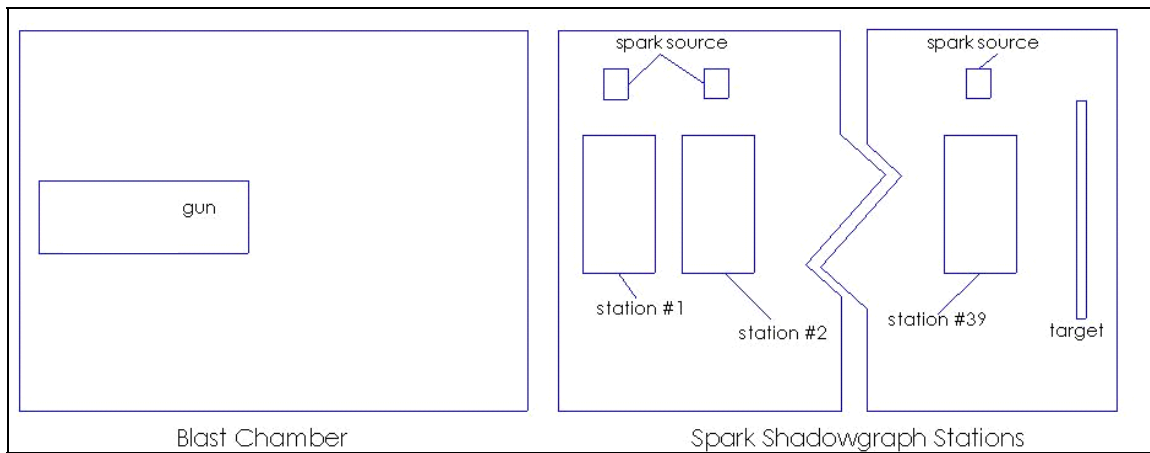 spark source
spark source
gun
station #1
station #2
station #39
target
Blast Chamber
Spark Shadowgraph Stations